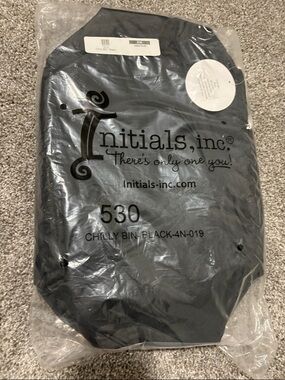 Initials, inc.®
There's only one you!
Initials-inc.com
530
CHILLY BIN-BLACK-4N-019